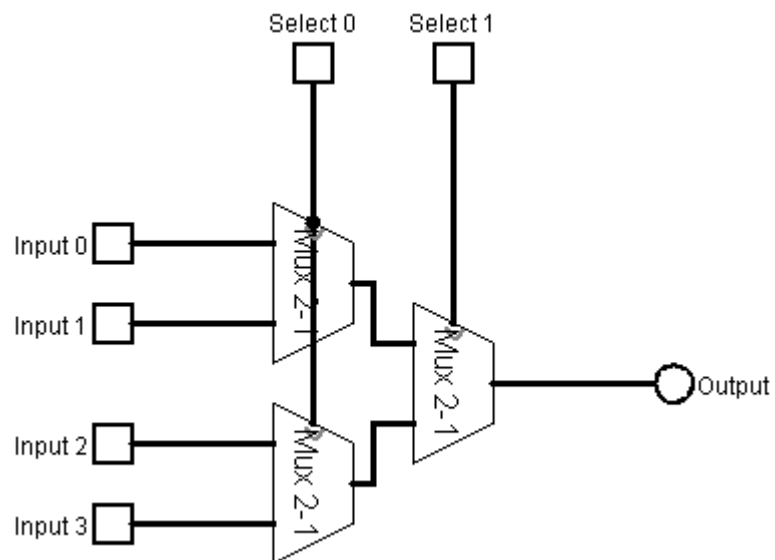 Select 0
Select 1
Input 0
Mux 2-1
Input 1
Mux 2-1
Output
Input 2
Mux 2-1
Input 3